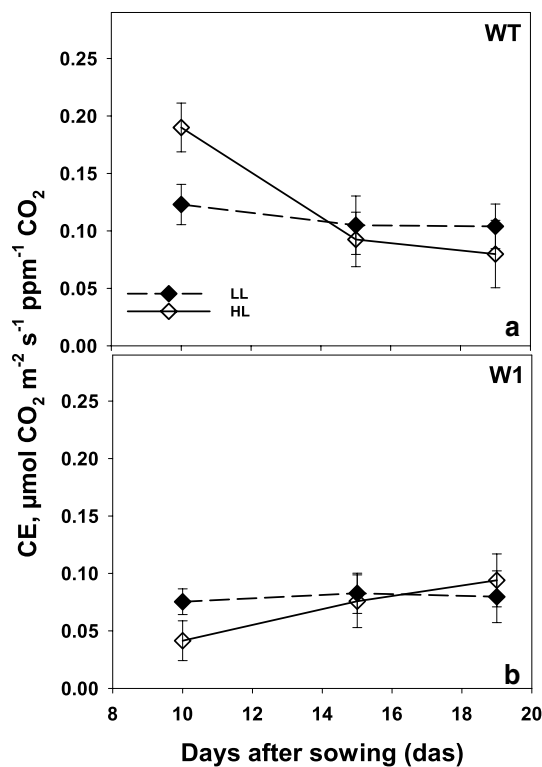 WT
0.25
0.20
0.15
0.10
0.05
0.00
LL
HL
a
CE, µmol CO2 m-2 s-1 ppm-1 CO2
W1
0.25
0.20
0.15
0.10
0.05
0.00
b
8 10 12 14 16 18 20
Days after sowing (das)